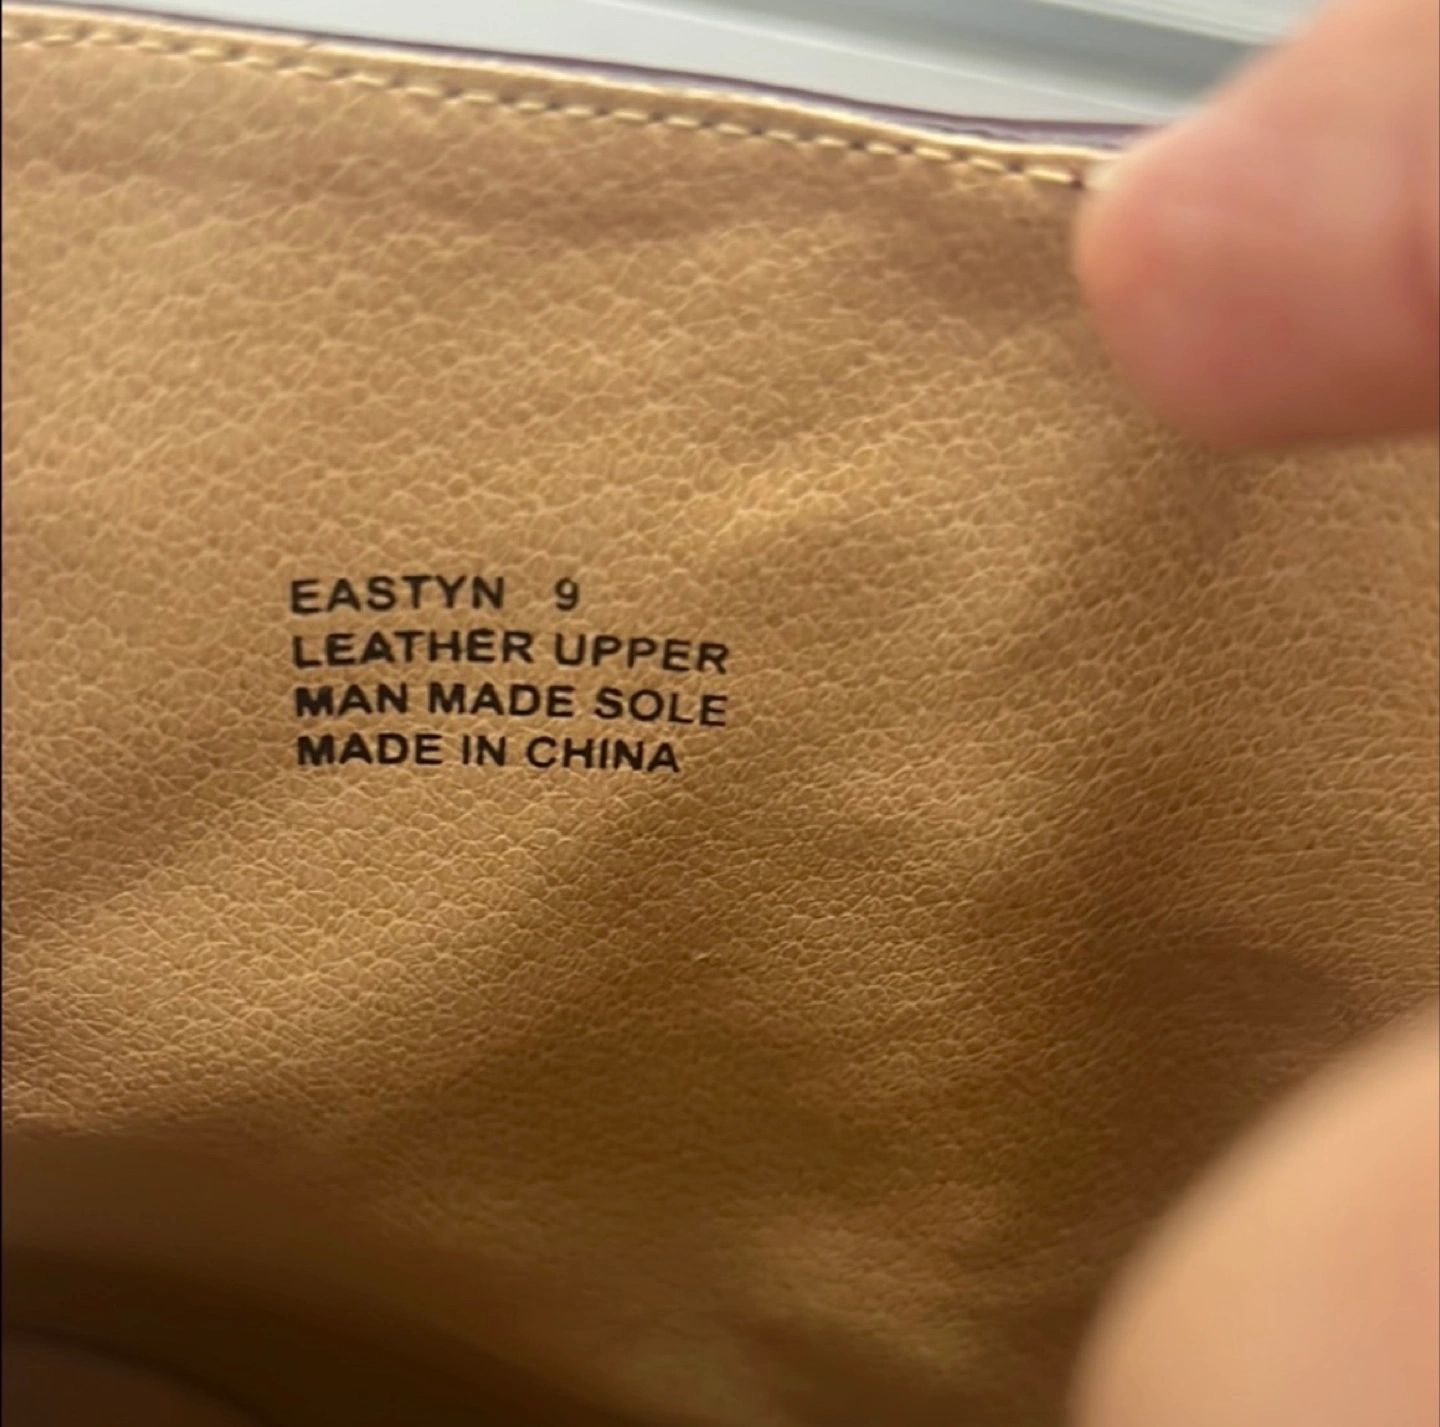 EASTYN 9
LEATHER UPPER
MAN MADE SOLE
MADE IN CHINA